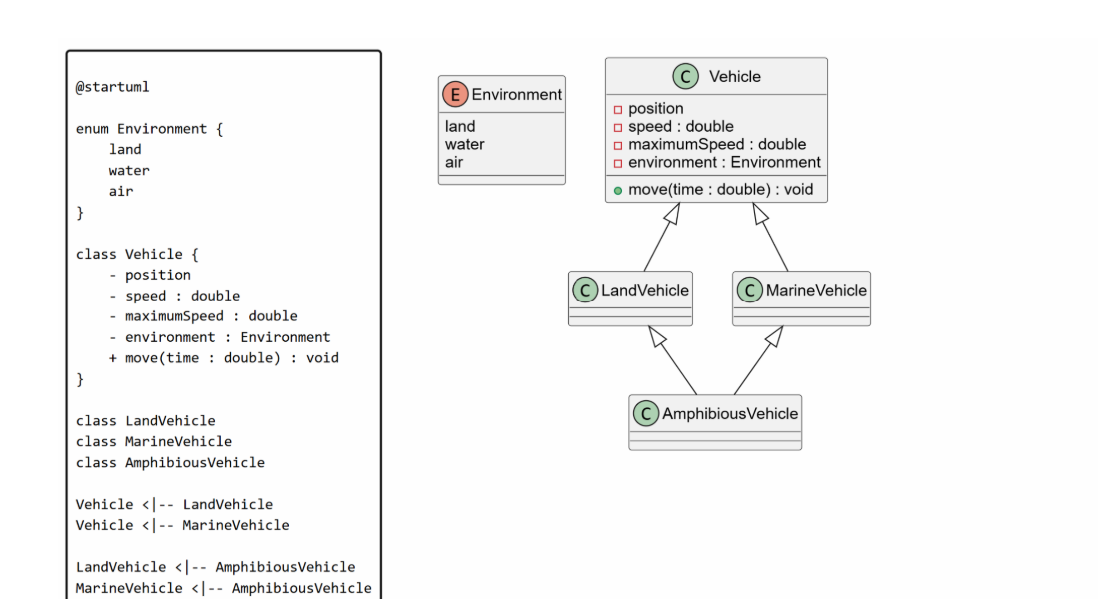 @startuml
enum Environment {
    land
    water
    air
}
class Vehicle {
    - position
    - speed : double
    - maximumSpeed : double
    - environment : Environment
    + move(time : double) : void
}
class LandVehicle
class MarineVehicle
class AmphibiousVehicle
Vehicle <|-- LandVehicle
Vehicle <|-- MarineVehicle
LandVehicle <|-- AmphibiousVehicle
MarineVehicle <|-- AmphibiousVehicle
E Environment
land
water
air
C Vehicle
position
speed : double
maximumSpeed : double
environment : Environment
move(time : double) : void
C LandVehicle
C MarineVehicle
C AmphibiousVehicle